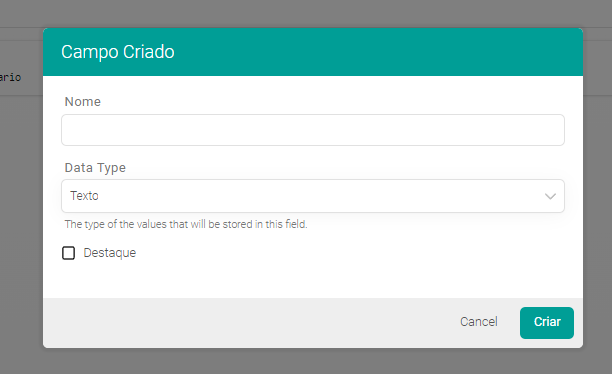 Campo Criado
Nome
Data Type
Texto
The type of the values that will be stored in this field.
Destaque
Cancel
Criar